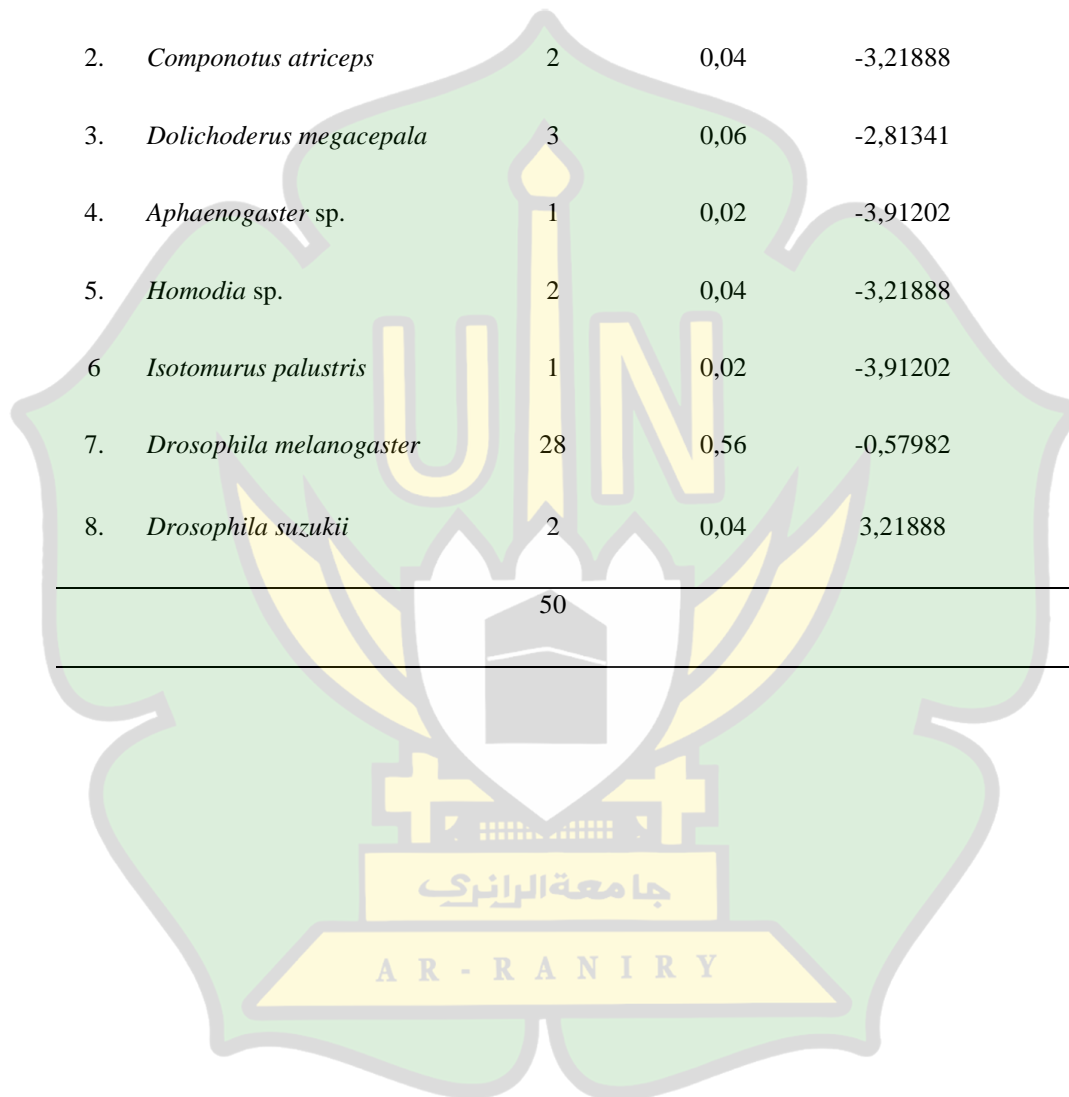 2. Componotus atriceps 2 0,04 -3,21888
3. Dolichoderus megacepala 3 0,06 -2,81341
4. Aphaenogaster sp. 1 0,02 -3,91202
5. Homodia sp. 2 0,04 -3,21888
6 Isotomurus palustris 1 0,02 -3,91202
7. Drosophila melanogaster 28 0,56 -0,57982
8. Drosophila suzukii 2 0,04 3,21888
50
UIN
جامعةالرانري
AR-RANIRY